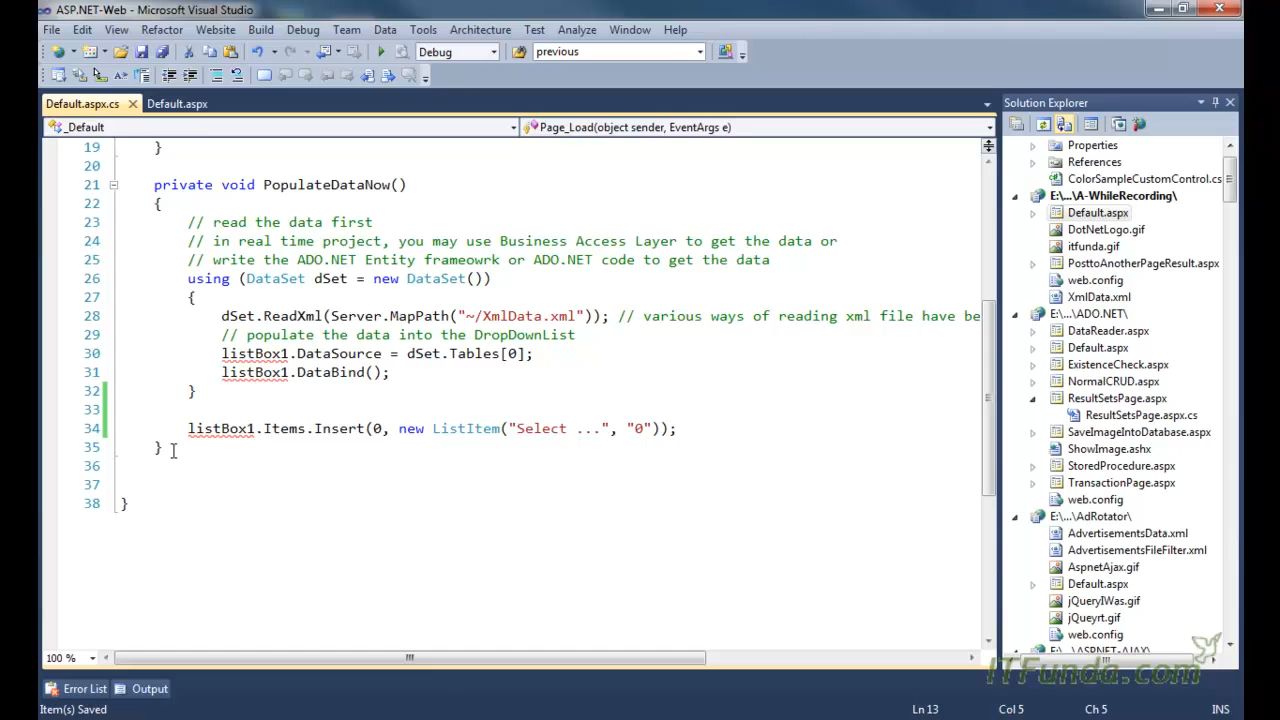 ASP.NET-Web - Microsoft Visual Studio
File Edit View Refactor Website Build Debug Team Data Tools Architecture Test Analyze Window Help
Debug previous
Default.aspx.cs Default.aspx
_Default Page_Load(object sender, EventArgs e)
19 }
20
21 private void PopulateDataNow()
22 {
23 // read the data first
24 // in real time project, you may use Business Access Layer to get the data or
25 // write the ADO.NET Entity frameowrk or ADO.NET code to get the data
26 using (DataSet dSet = new DataSet())
27 {
28 dSet.ReadXml(Server.MapPath("~/XmlData.xml")); // various ways of reading xml file have be
29 // populate the data into the DropDownList
30 listBox1.DataSource = dSet.Tables[0];
31 listBox1.DataBind();
32 }
33
34 listBox1.Items.Insert(0, new ListItem("Select ...", "0"));
35 }
36
37
38 }
100 %
Solution Explorer
Properties
References
ColorSampleCustomControl.cs
E:\...\A-WhileRecording\
Default.aspx
DotNetLogo.gif
itfunda.gif
PosttoAnotherPageResult.aspx
web.config
XmlData.xml
E:\...\ADO.NET\
DataReader.aspx
Default.aspx
ExistenceCheck.aspx
NormalCRUD.aspx
ResultSetsPage.aspx
ResultSetsPage.aspx.cs
SaveImageIntoDatabase.aspx
ShowImage.ashx
StoredProcedure.aspx
TransactionPage.aspx
web.config
E:\...\AdRotator\
AdvertisementsData.xml
AdvertisementsFileFilter.xml
AspnetAjax.gif
Default.aspx
jQueryIWas.gif
jQueyrt.gif
web.config
E:\...\ASP.NET-AJAX\
ITFunda.com
Error List Output
Item(s) Saved Ln 13 Col 5 Ch 5 INS